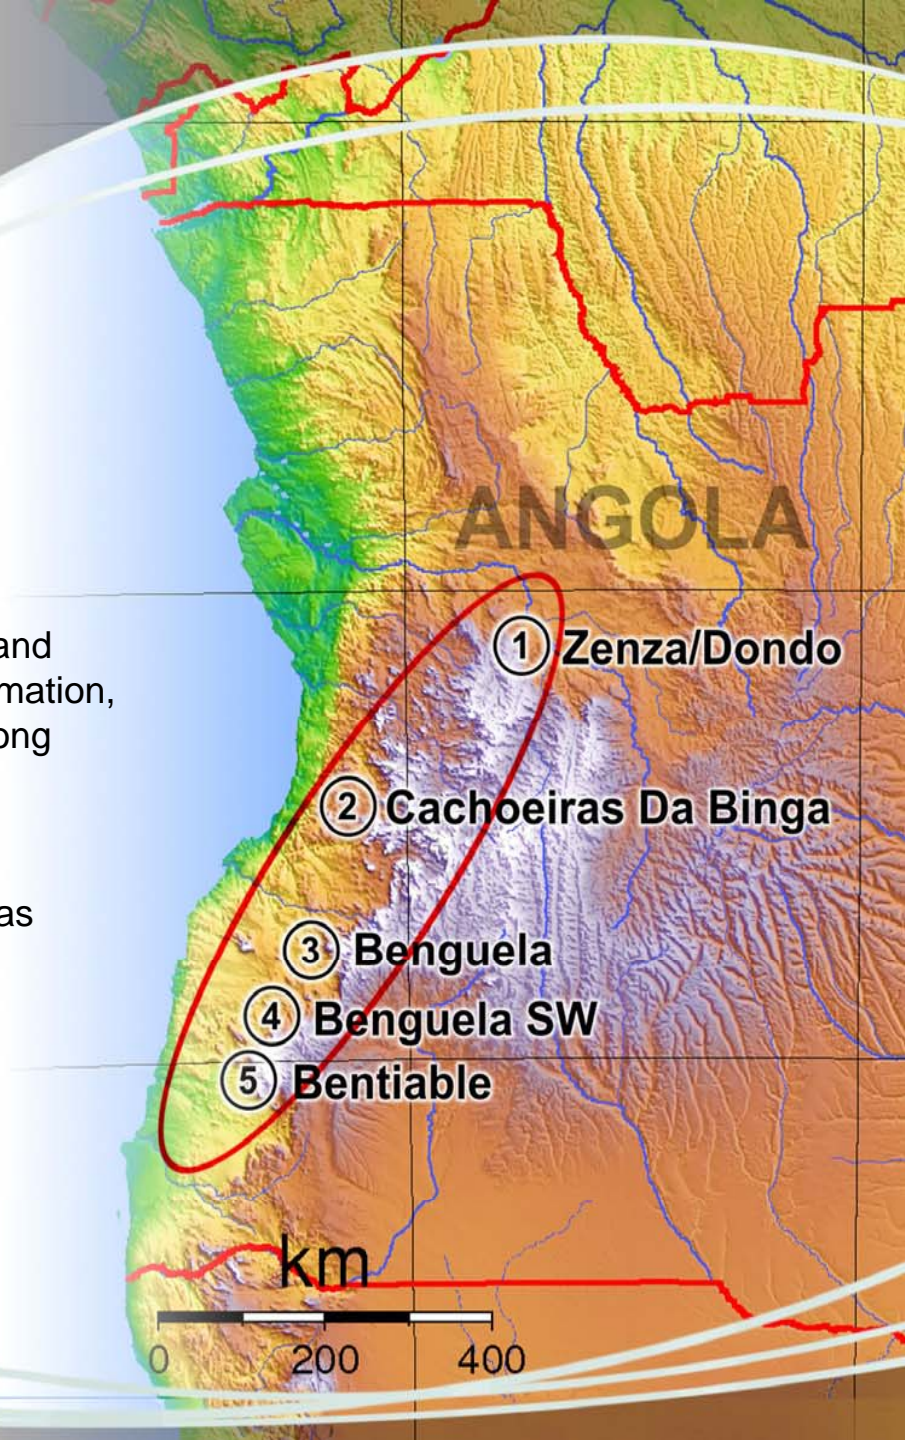 ANGOLA
and
mation,
ong
as
1 Zenza/Dondo
2 Cachoeiras Da Binga
3 Benguela
4 Benguela SW
5 Bentiable
km
0 200 400